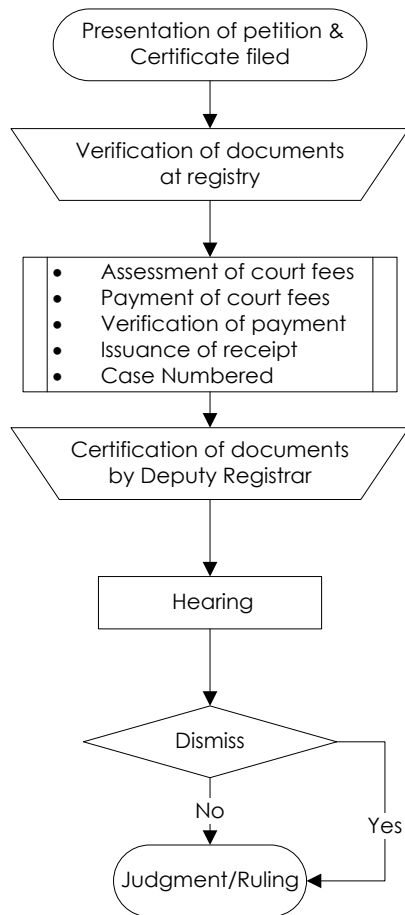 Presentation of petition &
Certificate filed
Verification of documents
at registry
• Assessment of court fees
• Payment of court fees
• Verification of payment
• Issuance of receipt
• Case Numbered
Certification of documents
by Deputy Registrar
Hearing
Dismiss
No
Yes
Judgment/Ruling